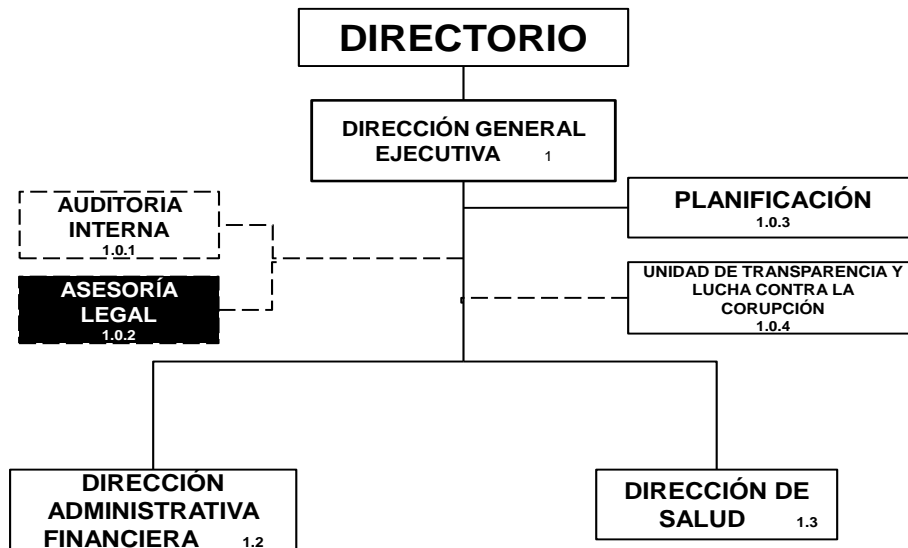 DIRECTORIO
DIRECCIÓN GENERAL
EJECUTIVA 1
AUDITORIA
INTERNA
1.0.1
PLANIFICACIÓN
1.0.3
ASESORÍA
LEGAL
1.0.2
UNIDAD DE TRANSPARENCIA Y
LUCHA CONTRA LA
CORUPCIÓN
1.0.4
DIRECCIÓN
ADMINISTRATIVA
FINANCIERA 1.2
DIRECCIÓN DE
SALUD 1.3